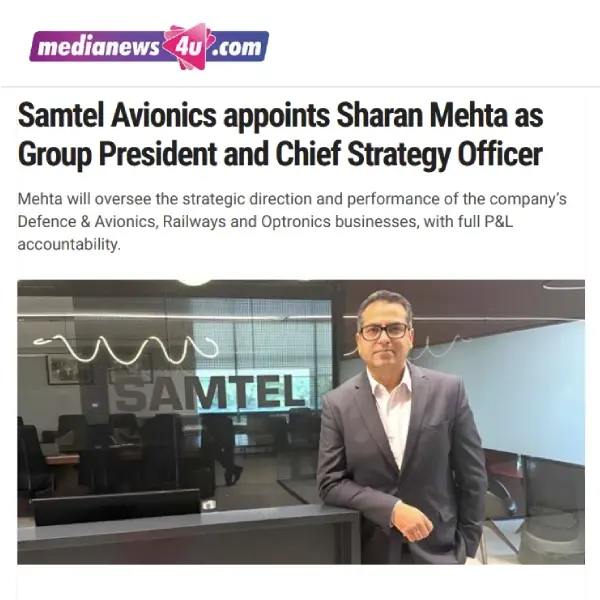 medianews4u.com
Samtel Avionics appoints Sharan Mehta as
Group President and Chief Strategy Officer
Mehta will oversee the strategic direction and performance of the company's
Defence & Avionics, Railways and Optronics businesses, with full P&L
accountability.
SAMTEL